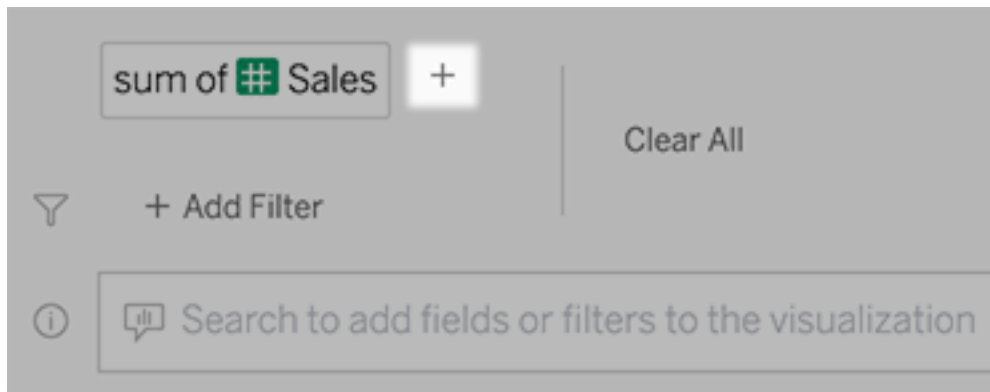 sum of # Sales +
Clear All
+ Add Filter
Search to add fields or filters to the visualization